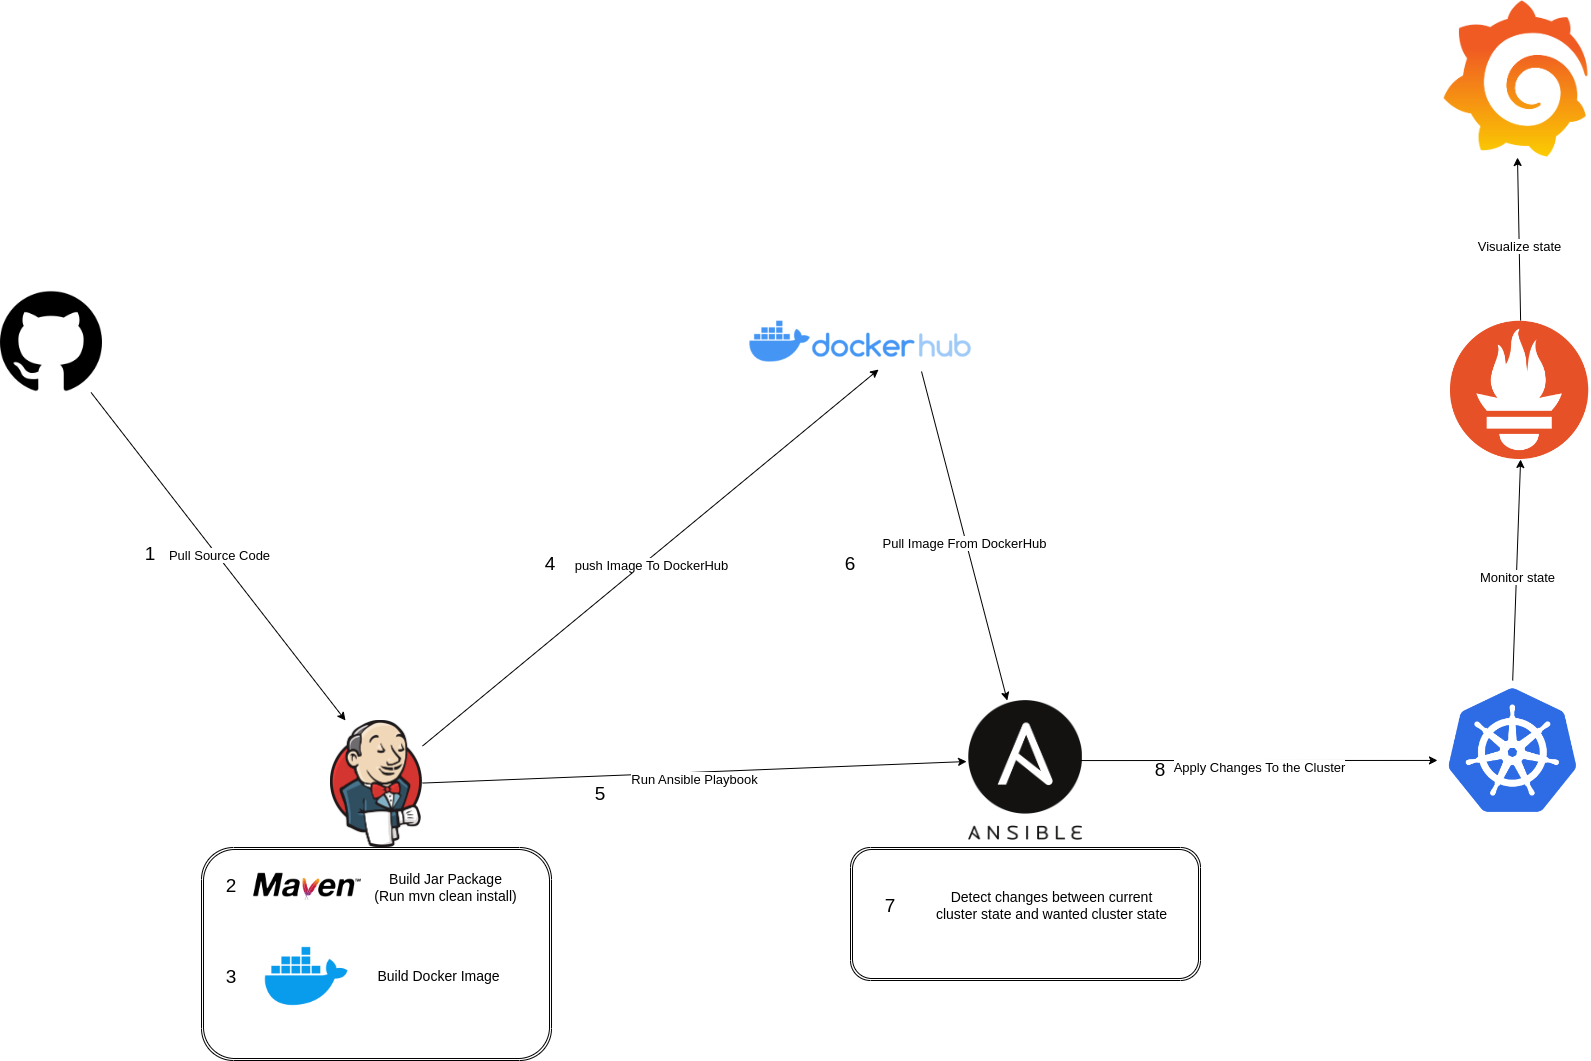 Visualize state
dockerhub
Pull Image From DockerHub
1
Pull Source Code
4
push Image To DockerHub
6
Monitor state
Run Ansible Playbook
5
8
Apply Changes To the Cluster
ANSIBLE
2
Maven™
Build Jar Package
(Run mvn clean install)
3
Build Docker Image
7
Detect changes between current
cluster state and wanted cluster state